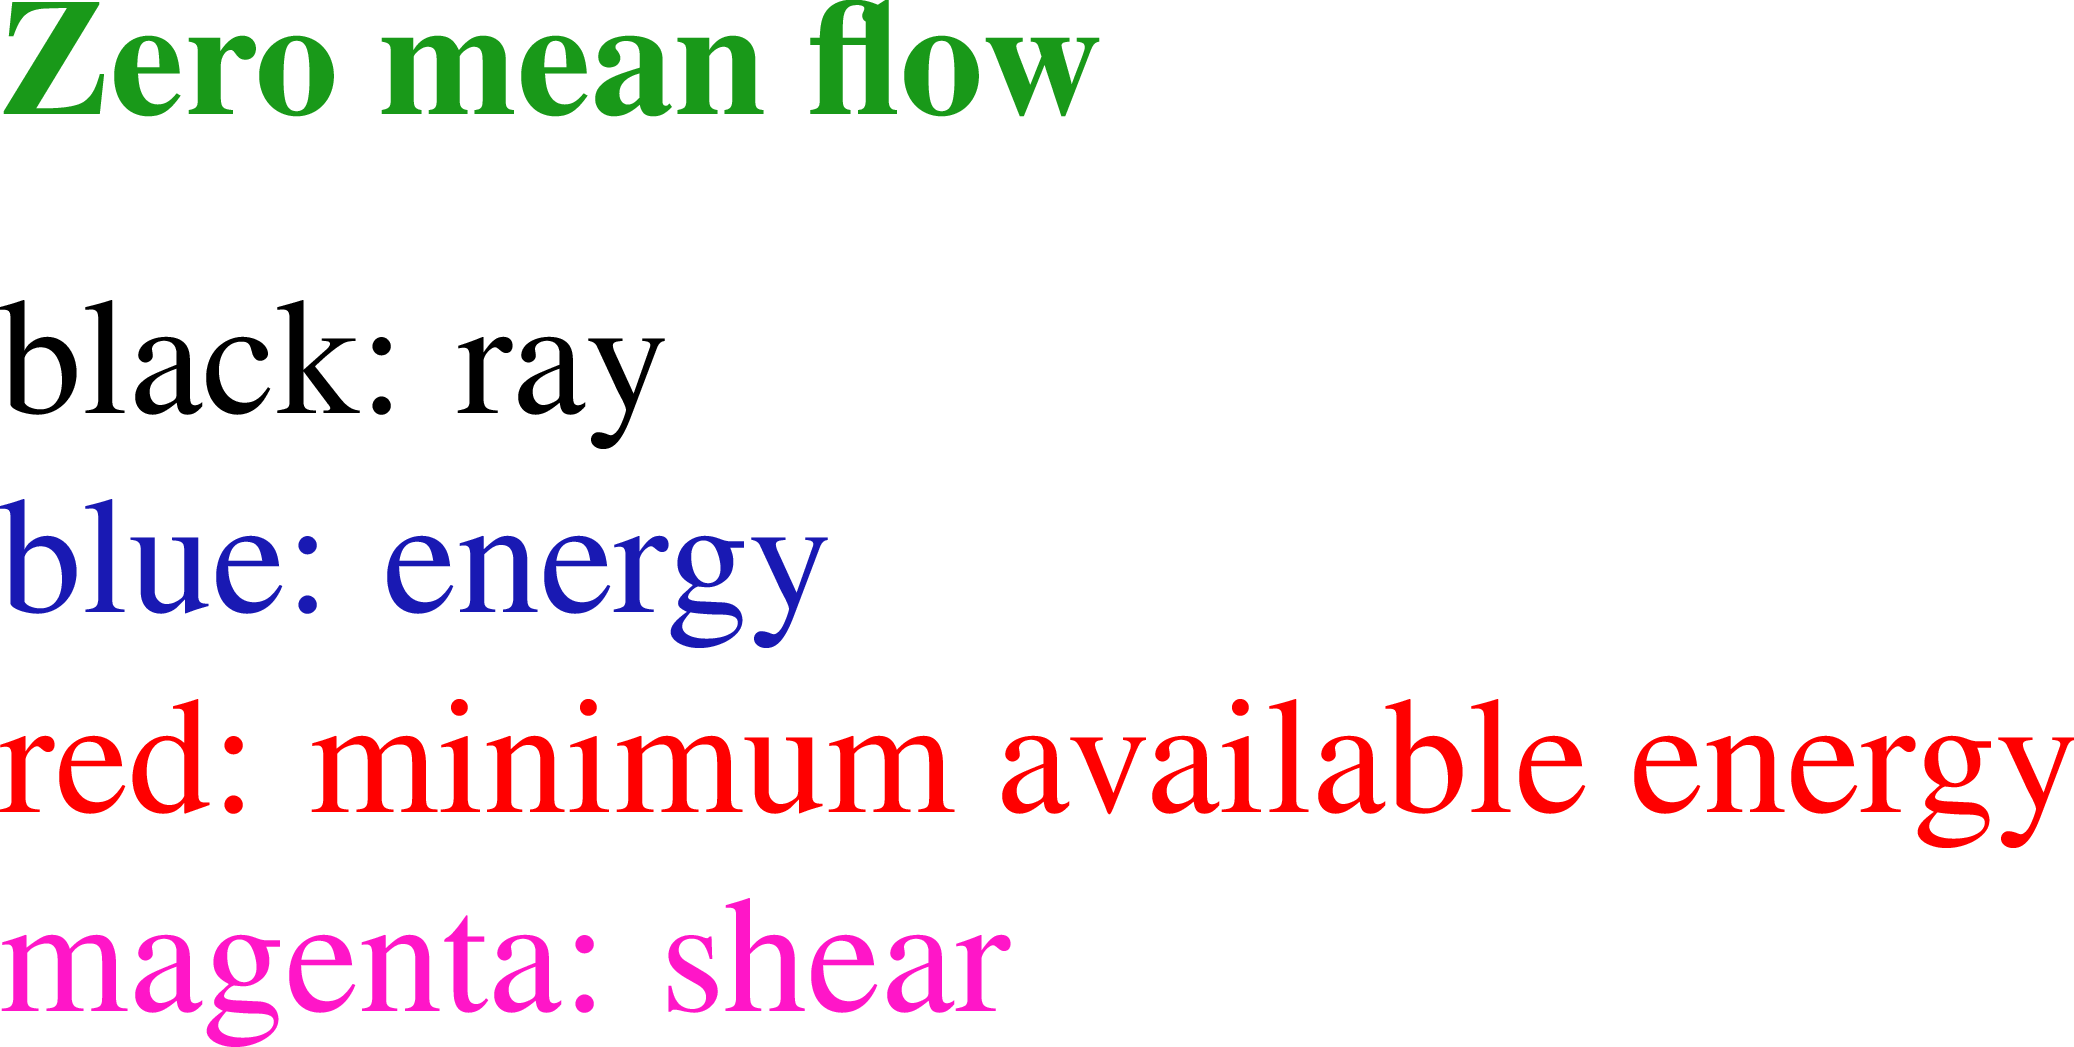 Zero mean flow
black: ray
blue: energy
red: minimum available energy
magenta: shear